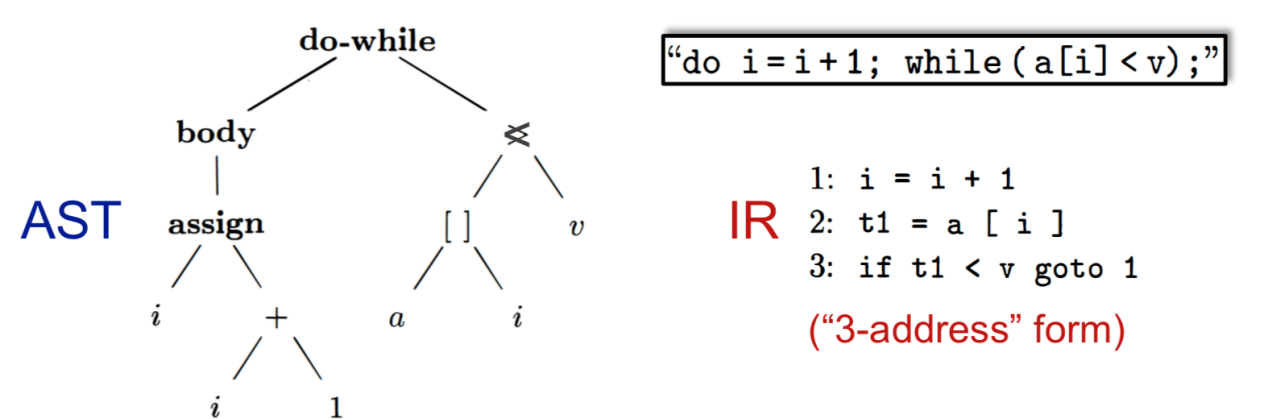 do-while
“do i=i+1; while(a[i]<v);”
body
AST
assign
[ ]
v
i
+
a
i
i
1
IR
1: i = i + 1
2: t1 = a [ i ]
3: if t1 < v goto 1
(“3-address” form)